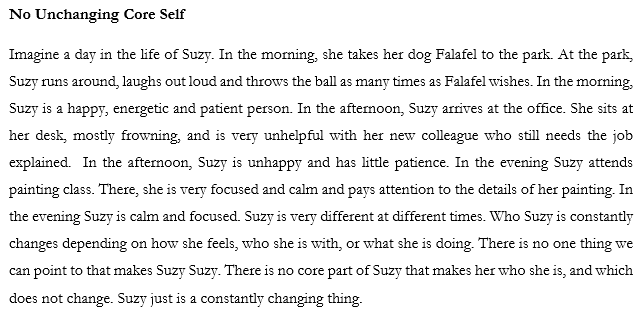 No Unchanging Core Self
Imagine a day in the life of Suzy. In the morning, she takes her dog Falafel to the park. At the park,
Suzy runs around, laughs out loud and throws the ball as many times as Falafel wishes. In the morning,
Suzy is a happy, energetic and patient person. In the afternoon, Suzy arrives at the office. She sits at
her desk, mostly frowning, and is very unhelpful with her new colleague who still needs the job
explained.  In the afternoon, Suzy is unhappy and has little patience. In the evening Suzy attends
painting class. There, she is very focused and calm and pays attention to the details of her painting. In
the evening Suzy is calm and focused. Suzy is very different at different times. Who Suzy is constantly
changes depending on how she feels, who she is with, or what she is doing. There is no one thing we
can point to that makes Suzy Suzy. There is no core part of Suzy that makes her who she is, and which
does not change. Suzy just is a constantly changing thing.